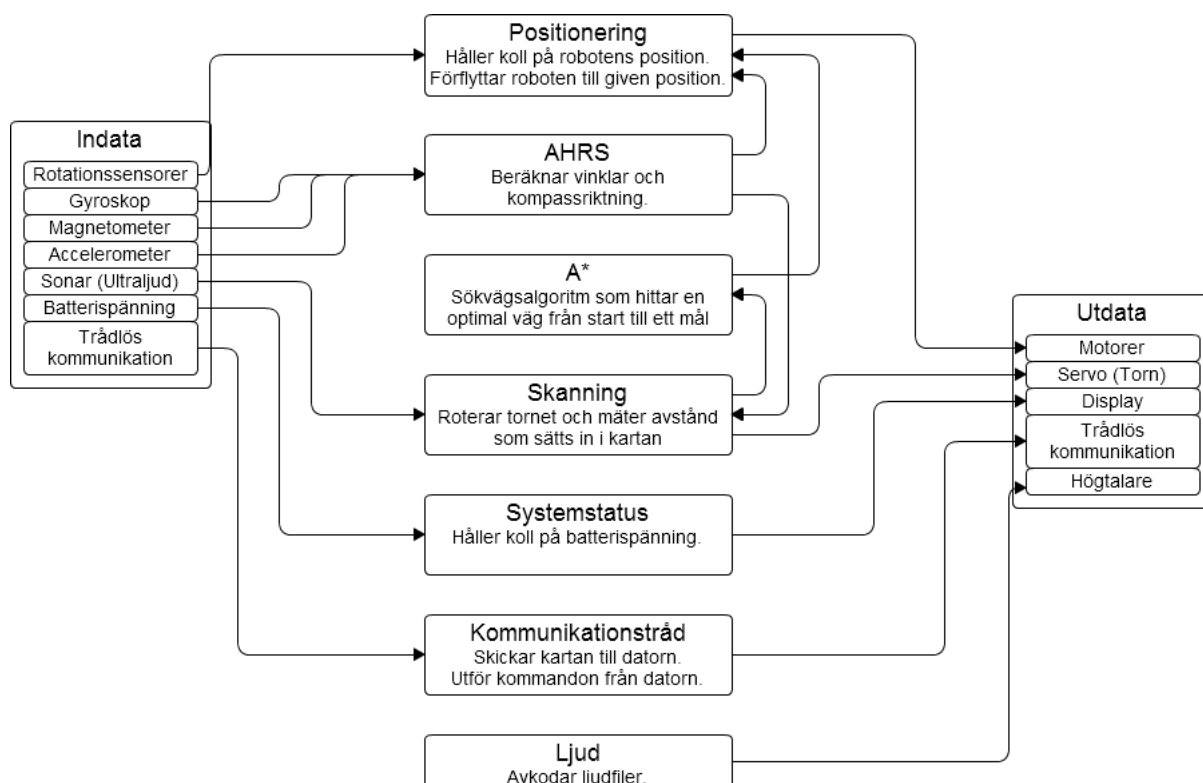 Indata
Rotationssensorer
Gyroskop
Magnetometer
Accelerometer
Sonar (Ultraljud)
Batterispänning
Trådlös
kommunikation
Positionering
Håller koll på robotens position.
Förflyttar roboten till given position.
AHRS
Beräknar vinklar och
kompassriktning.
A*
Sökvägsalgoritm som hittar en
optimal väg från start till ett mål
Skanning
Roterar tornet och mäter avstånd
som sätts in i kartan
Systemstatus
Håller koll på batterispänning.
Kommunikationstråd
Skickar kartan till datorn.
Utför kommandon från datorn.
Ljud
Avkodar ljudfiler.
Utdata
Motorer
Servo (Torn)
Display
Trådlös
kommunikation
Högtalare